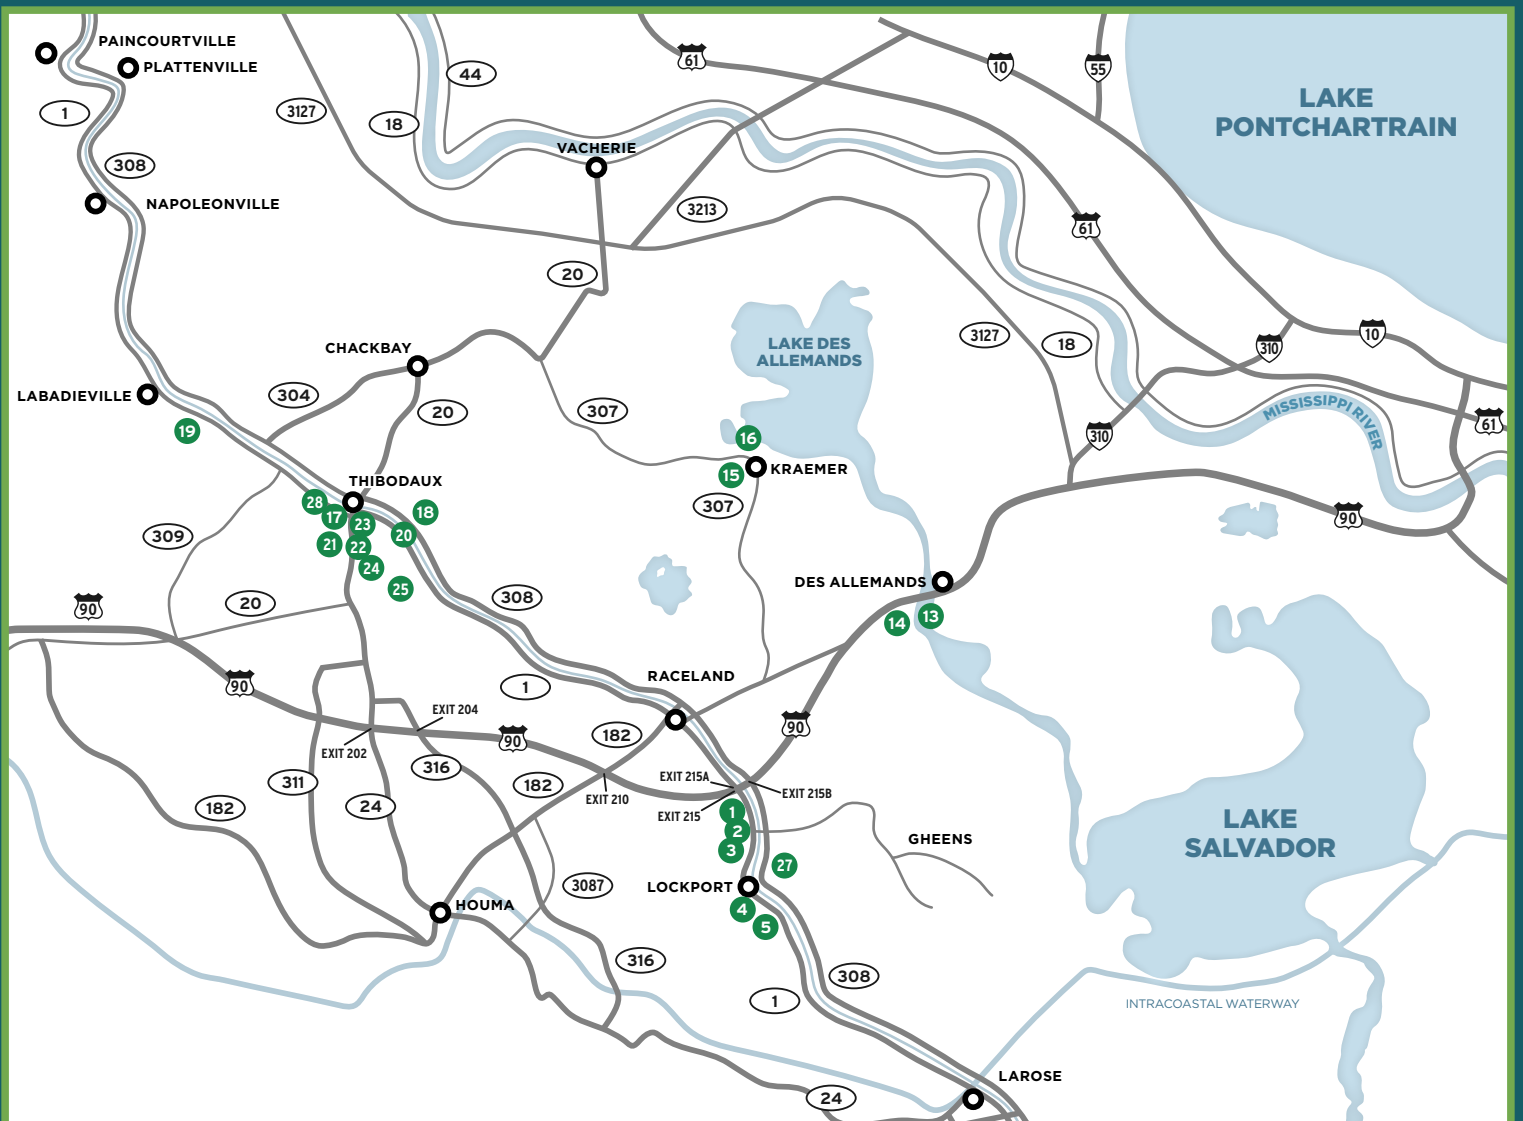 PAINCOURTVILLE
PLATTENVILLE
1
308
NAPOLEONVILLE
3127
18
44
VACHERIE
61
10
55
LAKE
PONTCHARTRAIN
3213
61
20
3127
18
310
10
LAKE DES
ALLEMANDS
CHACKBAY
LABADIEVILLE
304
20
307
19
16
15
KRAEMER
307
310
MISSISSIPPI RIVER
61
90
THIBODAUX
28
17
23
18
20
21
22
24
25
309
20
90
308
DES ALLEMANDS
14
13
90
1
RACELAND
EXIT 204
EXIT 202
90
182
90
316
311
24
182
182
EXIT 210
EXIT 215A
EXIT 215B
EXIT 215
1
2
3
27
GHEENS
LAKE
SALVADOR
LOCKPORT
4
5
3087
HOUMA
316
308
1
INTRACOASTAL WATERWAY
LAROSE
24